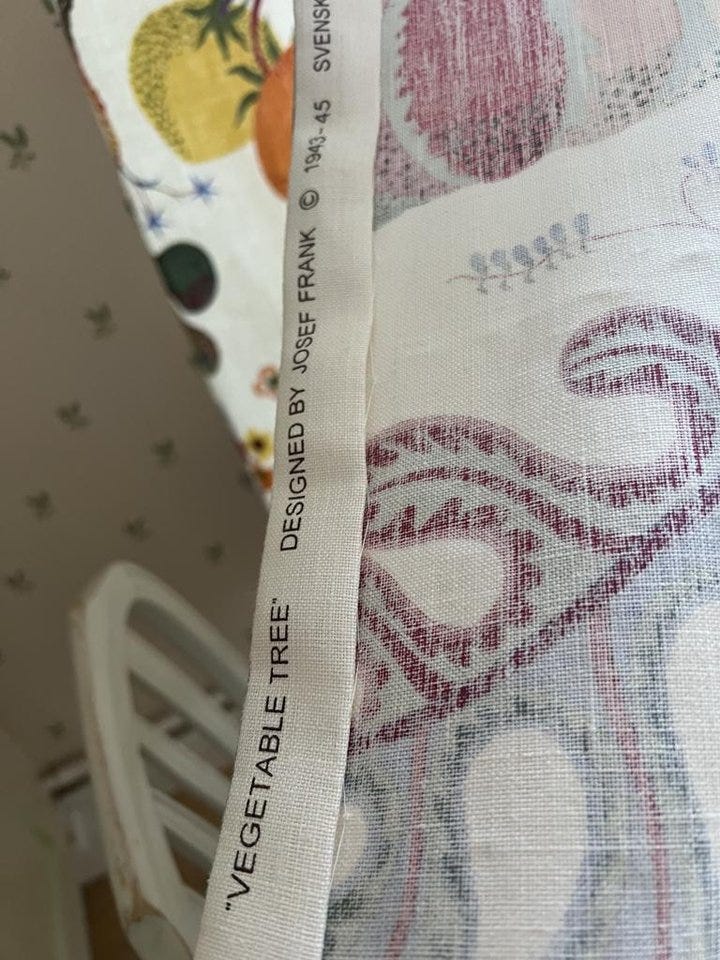 "VEGETABLE TREE" DESIGNED BY JOSEF FRANK © 1943-45 SVENSK